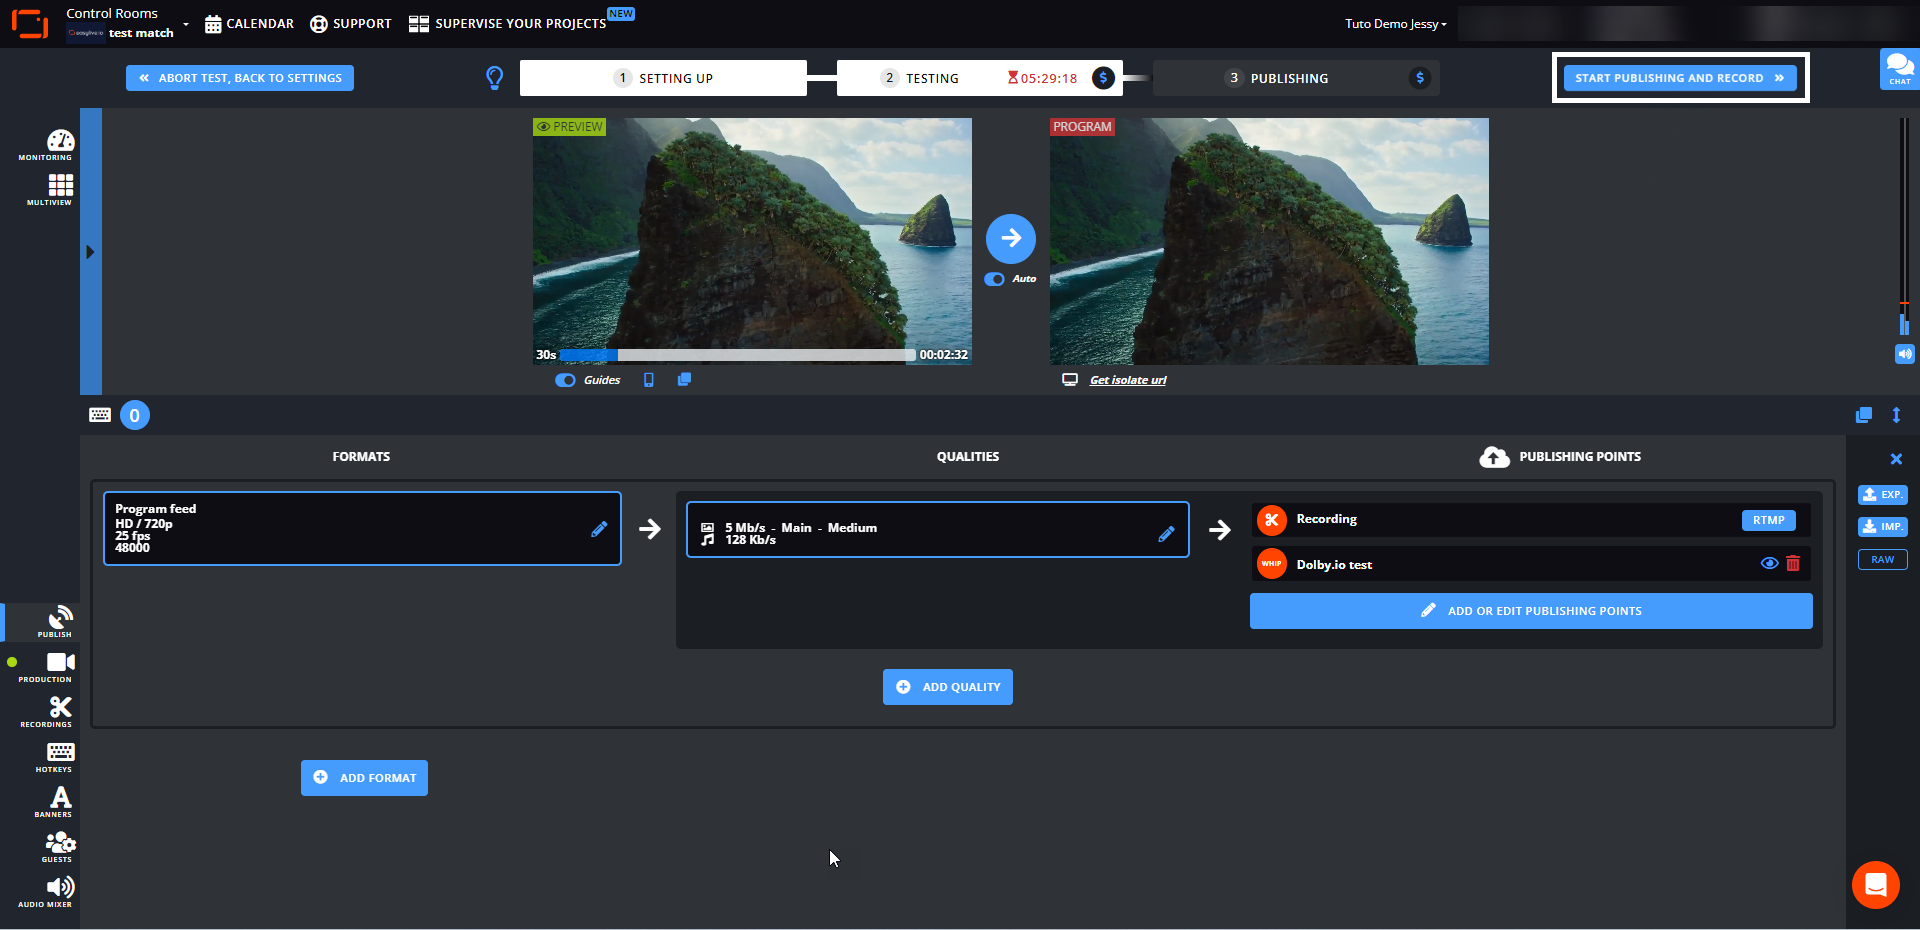 Control Rooms
test match
CALENDAR
SUPPORT
SUPERVISE YOUR PROJECTS
NEW
Tuto Demo Jessy
ABORT TEST, BACK TO SETTINGS
1 SETTING UP
2 TESTING
05:29:18
$
3 PUBLISHING
$
START PUBLISHING AND RECORD
CHAT
MONITORING
MULTIVIEW
PREVIEW
30s
00:02:32
Auto
PROGRAM
Guides
Get isolate url
0
FORMATS
QUALITIES
PUBLISHING POINTS
Program feed
HD / 720p
25 fps
48000
5 Mb/s - Main - Medium
128 Kb/s
Recording
RTMP
WHIP
Dolby.io test
ADD OR EDIT PUBLISHING POINTS
EXP.
IMP.
RAW
ADD QUALITY
ADD FORMAT
PUBLISH
PRODUCTION
RECORDINGS
HOTKEYS
BANNERS
GUESTS
AUDIO MIXER